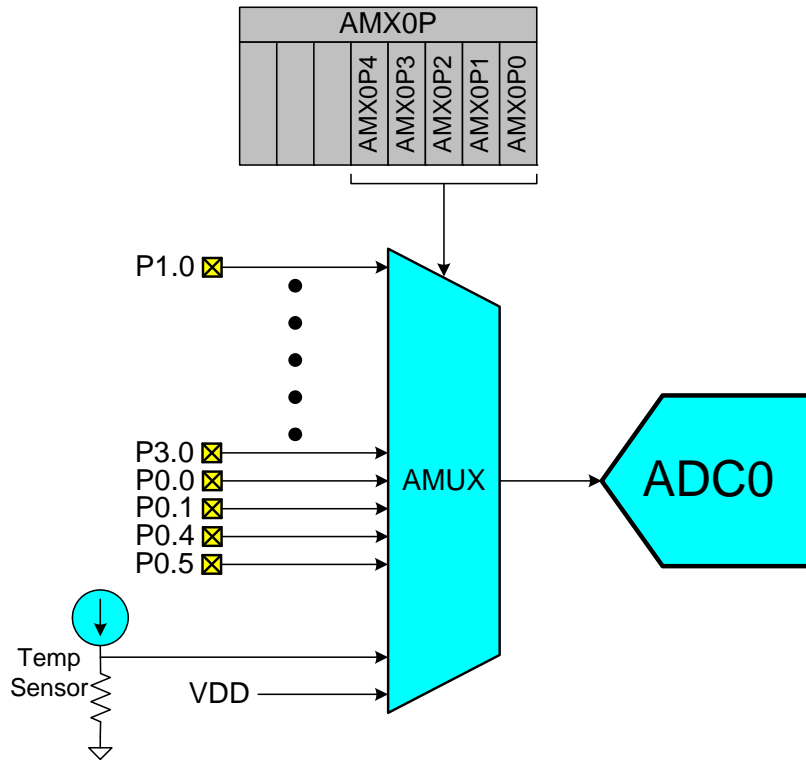 AMX0P
AMX0P4
AMX0P3
AMX0P2
AMX0P1
AMX0P0
P1.0
P3.0
P0.0
P0.1
P0.4
P0.5
AMUX
ADC0
Temp
Sensor
VDD